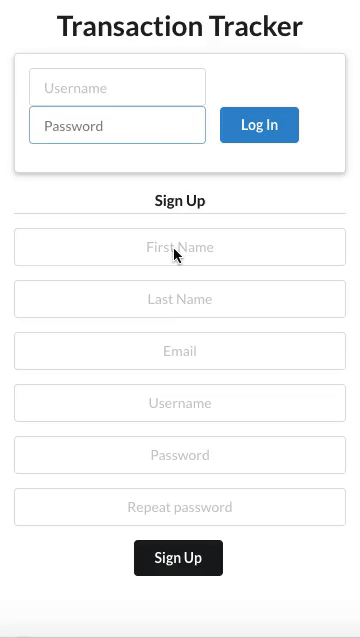 Transaction Tracker
Username
Password
Log In
Sign Up
First Name
Last Name
Email
Username
Password
Repeat password
Sign Up